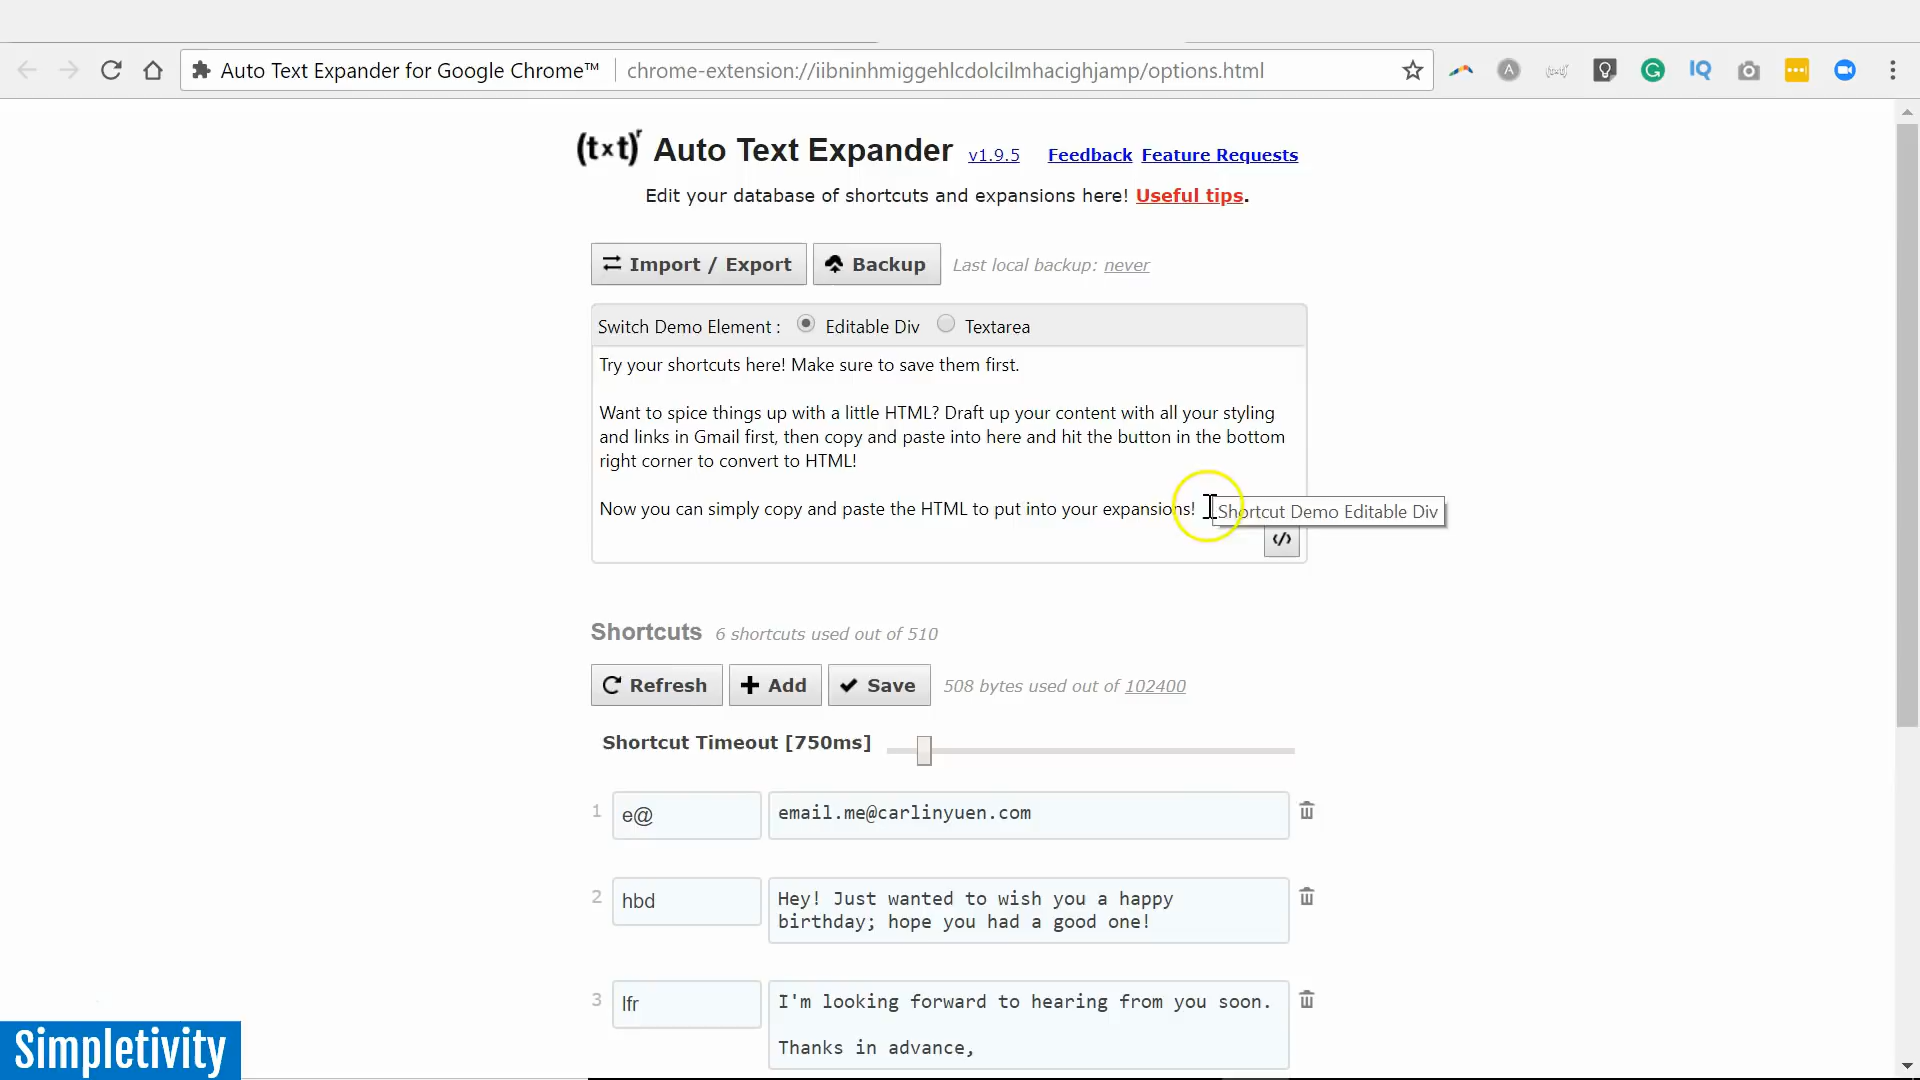 Auto Text Expander for Google Chrome™ chrome-extension://iibninhmiggehlcdolcilmhacighjamp/options.html
(txt)r Auto Text Expander v1.9.5 Feedback Feature Requests
Edit your database of shortcuts and expansions here! Useful tips.
Import / Export Backup Last local backup: never
Switch Demo Element : Editable Div Textarea
Try your shortcuts here! Make sure to save them first.
Want to spice things up with a little HTML? Draft up your content with all your styling
and links in Gmail first, then copy and paste into here and hit the button in the bottom
right corner to convert to HTML!
Now you can simply copy and paste the HTML to put into your expansions!
Shortcut Demo Editable Div
</>
Shortcuts 6 shortcuts used out of 510
Refresh Add Save 508 bytes used out of 102400
Shortcut Timeout [750ms]
1 e@ email.me@carlinyuen.com
2 hbd Hey! Just wanted to wish you a happy
birthday; hope you had a good one!
3 lfr I'm looking forward to hearing from you soon.
Thanks in advance,
Simpletivity